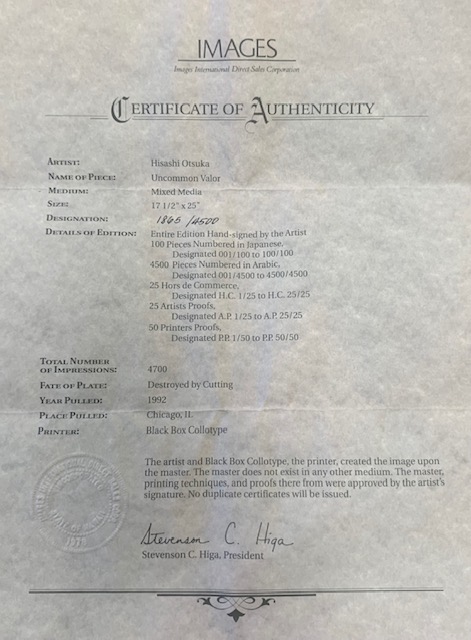 IMAGES
Images International Direct Sales Corporation
CERTIFICATE OF AUTHENTICITY
ARTIST: Hisashi Otsuka
NAME OF PIECE: Uncommon Valor
MEDIUM: Mixed Media
SIZE: 17 1/2" x 25"
DESIGNATION: 1865/4500
DETAILS OF EDITION: Entire Edition Hand-signed by the Artist
100 Pieces Numbered in Japanese,
Designated 001/100 to 100/100
4500 Pieces Numbered in Arabic,
Designated 001/4500 to 4500/4500
25 Hors de Commerce,
Designated H.C. 1/25 to H.C. 25/25
25 Artists Proofs,
Designated A.P. 1/25 to A.P. 25/25
50 Printers Proofs,
Designated P.P. 1/50 to P.P. 50/50
TOTAL NUMBER
OF IMPRESSIONS: 4700
FATE OF PLATE: Destroyed by Cutting
YEAR PULLED: 1992
PLACE PULLED: Chicago, IL
PRINTER: Black Box Collotype
The artist and Black Box Collotype, the printer, created the image upon
the master. The master does not exist in any other medium. The master,
printing techniques, and proofs there from were approved by the artist's
signature. No duplicate certificates will be issued.
Stevenson C. Higa
Stevenson C. Higa, President